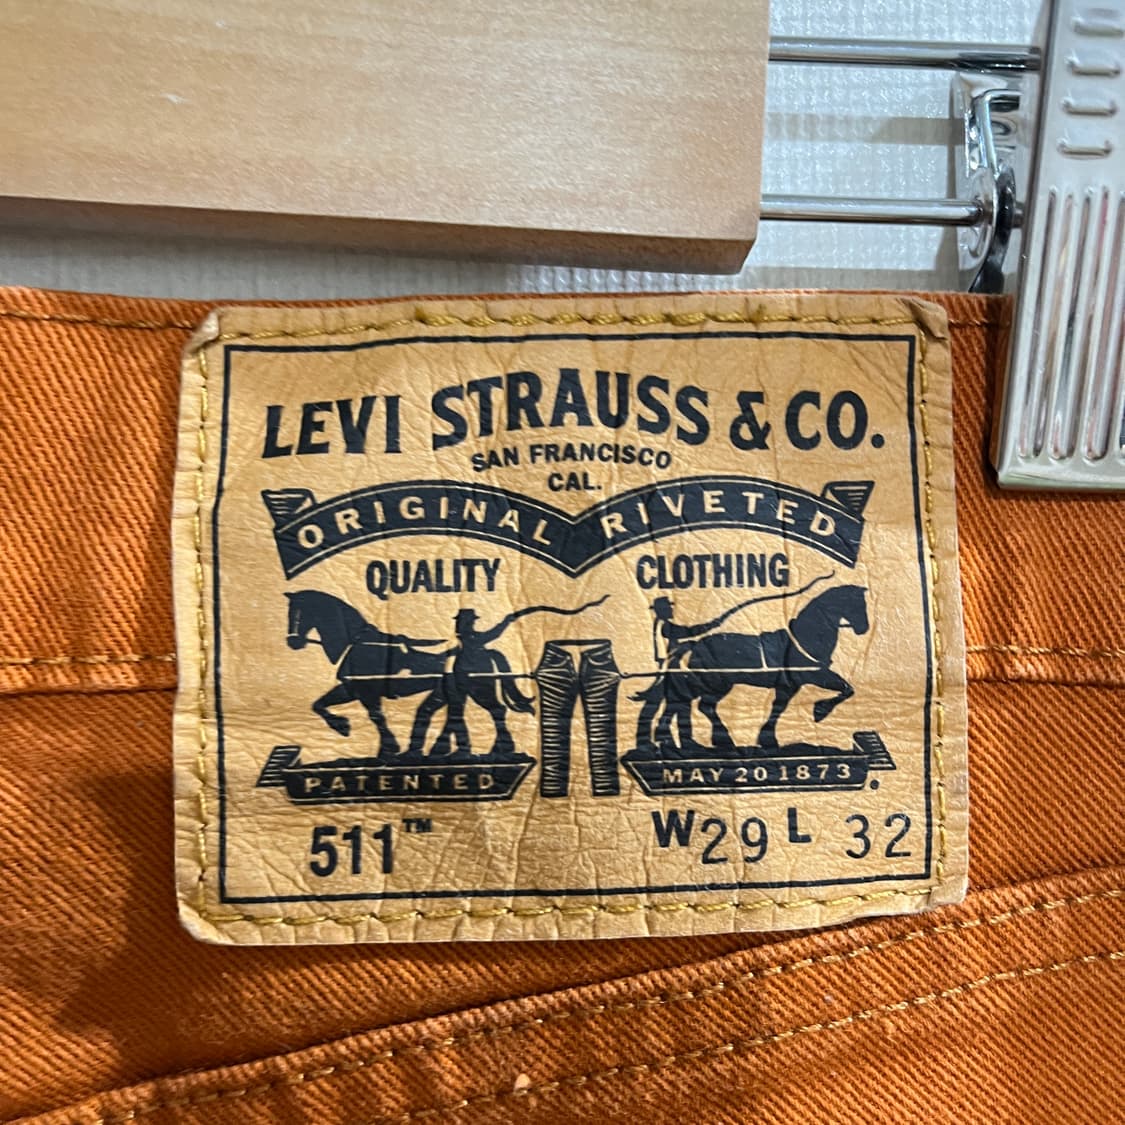 LEVI STRAUSS & CO.
SAN FRANCISCO
CAL.
ORIGINAL RIVETED
QUALITY CLOTHING
PATENTED MAY 20 1873.
511™ W29 L 32